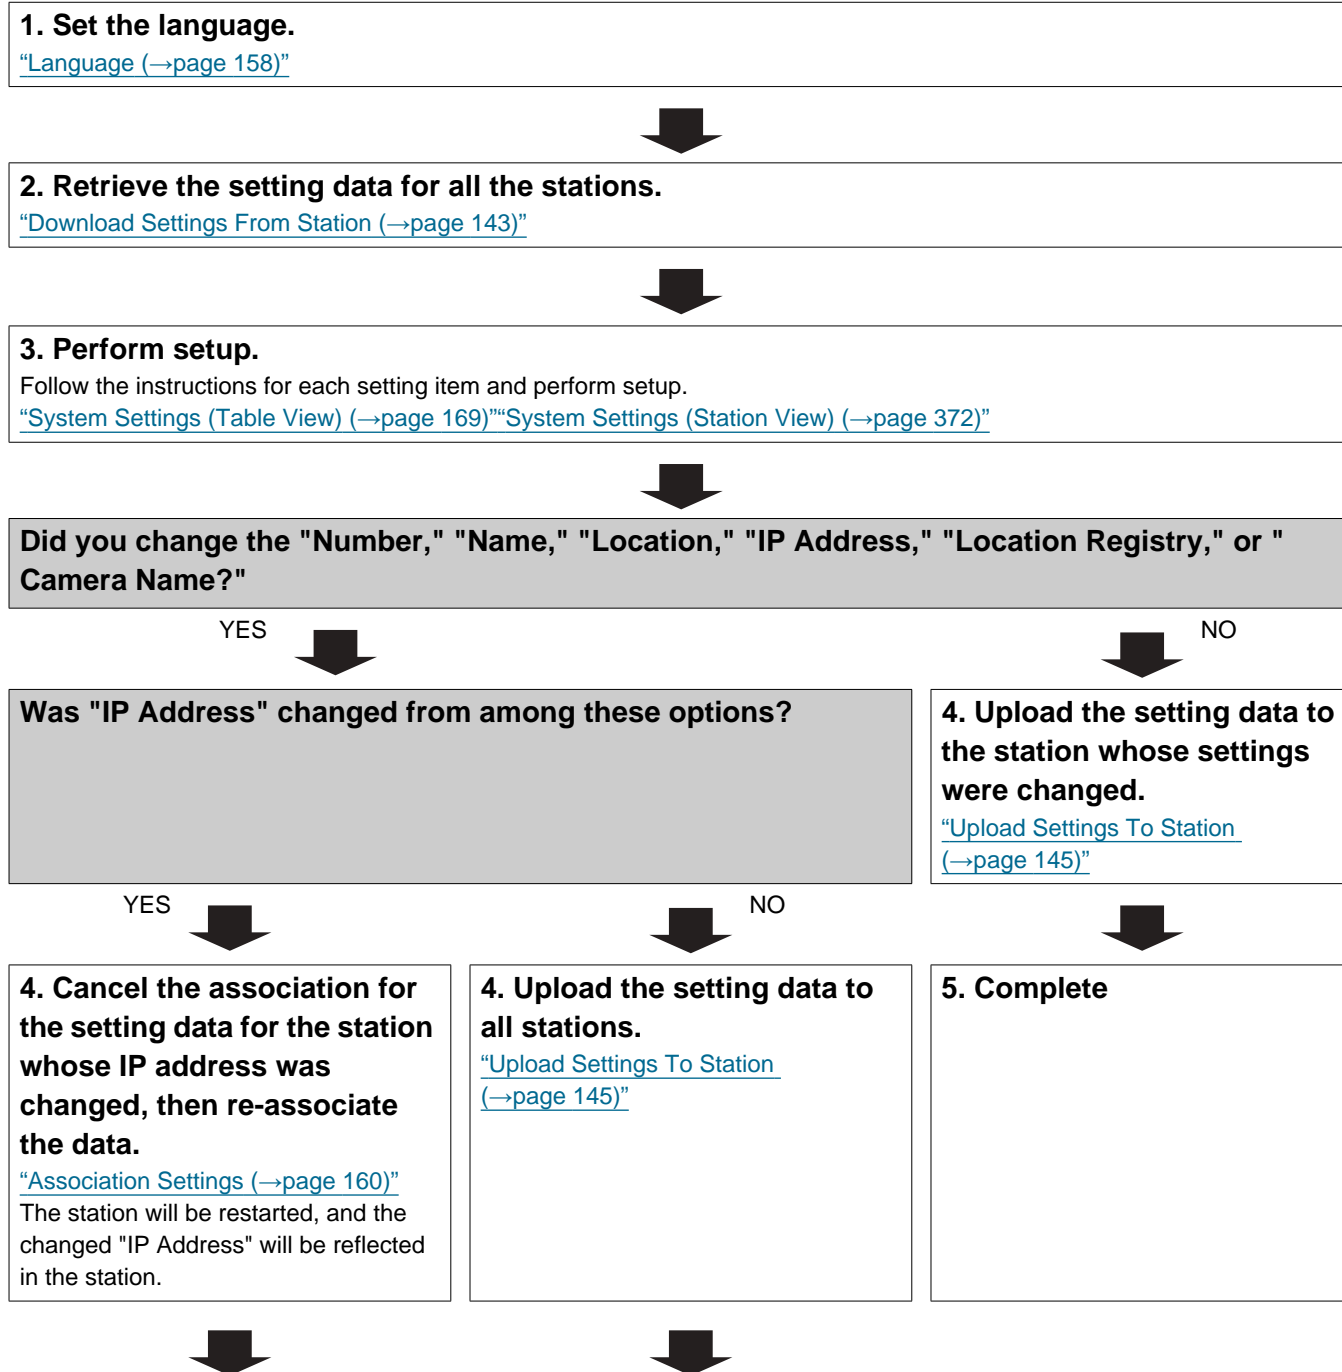 1. Set the language.
“Language (→page 158)”
2. Retrieve the setting data for all the stations.
“Download Settings From Station (→page 143)”
3. Perform setup.
Follow the instructions for each setting item and perform setup.
“System Settings (Table View) (→page 169)”“System Settings (Station View) (→page 372)”
Did you change the "Number," "Name," "Location," "IP Address," "Location Registry," or "
Camera Name?"
YES
NO
Was "IP Address" changed from among these options?
4. Upload the setting data to
the station whose settings
were changed.
“Upload Settings To Station
(→page 145)”
YES
NO
4. Cancel the association for
the setting data for the station
whose IP address was
changed, then re-associate
the data.
“Association Settings (→page 160)”
The station will be restarted, and the
changed "IP Address" will be reflected
in the station.
4. Upload the setting data to
all stations.
“Upload Settings To Station
(→page 145)”
5. Complete